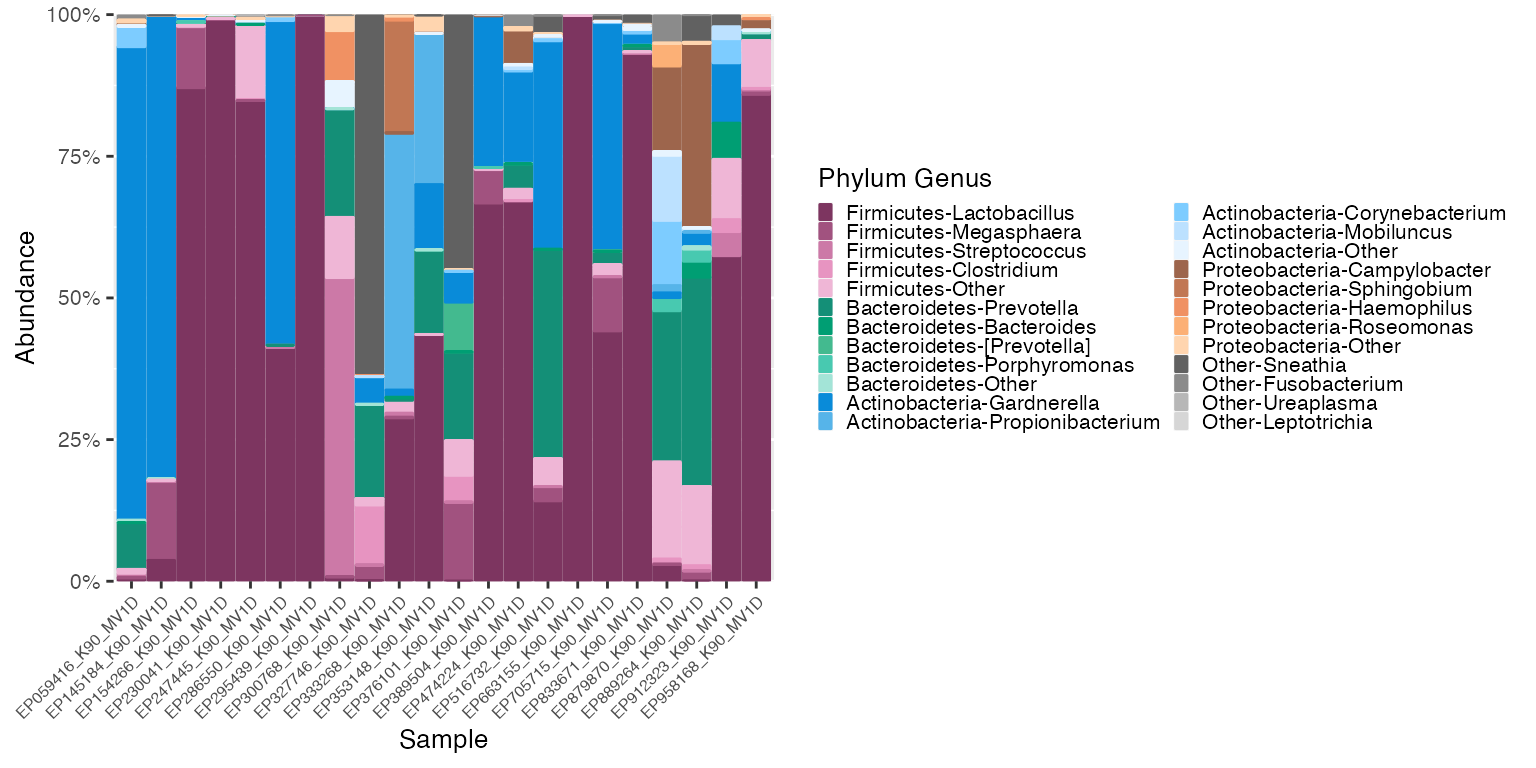 100%
75%
50%
25%
0%
Abundance
EP059416_K90_MV1D
EP145184_K90_MV1D
EP154266_K90_MV1D
EP230041_K90_MV1D
EP247445_K90_MV1D
EP286550_K90_MV1D
EP295439_K90_MV1D
EP300768_K90_MV1D
EP327746_K90_MV1D
EP333268_K90_MV1D
EP353148_K90_MV1D
EP376101_K90_MV1D
EP389504_K90_MV1D
EP474224_K90_MV1D
EP516732_K90_MV1D
EP663155_K90_MV1D
EP705715_K90_MV1D
EP833671_K90_MV1D
EP879870_K90_MV1D
EP889264_K90_MV1D
EP912323_K90_MV1D
EP958168_K90_MV1D
Sample
Phylum Genus
Firmicutes-Lactobacillus
Firmicutes-Megasphaera
Firmicutes-Streptococcus
Firmicutes-Clostridium
Firmicutes-Other
Bacteroidetes-Prevotella
Bacteroidetes-Bacteroides
Bacteroidetes-[Prevotella]
Bacteroidetes-Porphyromonas
Bacteroidetes-Other
Actinobacteria-Gardnerella
Actinobacteria-Propionibacterium
Actinobacteria-Corynebacterium
Actinobacteria-Mobiluncus
Actinobacteria-Other
Proteobacteria-Campylobacter
Proteobacteria-Sphingobium
Proteobacteria-Haemophilus
Proteobacteria-Roseomonas
Proteobacteria-Other
Other-Sneathia
Other-Fusobacterium
Other-Ureaplasma
Other-Leptotrichia